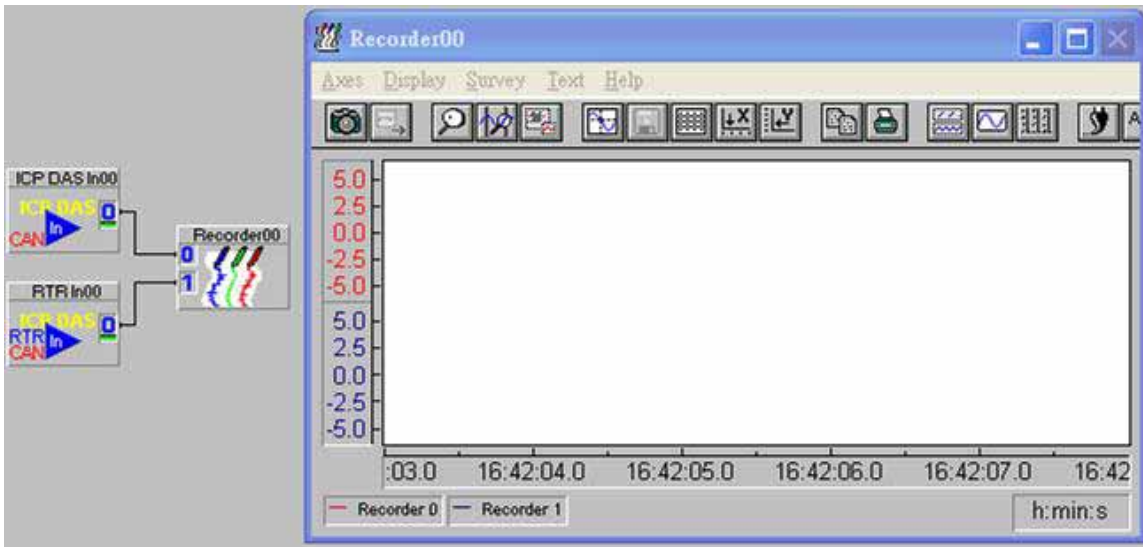 ICP DAS In00
ICP DAS
0
In
CAN
RTR In00
ICP DAS
0
RTR
In
CAN
Recorder00
0
1
Recorder00
Axes Display Survey Text Help
5.0
2.5
0.0
-2.5
-5.0
5.0
2.5
0.0
-2.5
-5.0
:03.0 16:42:04.0 16:42:05.0 16:42:06.0 16:42:07.0 16:42
Recorder 0 Recorder 1
h:min:s